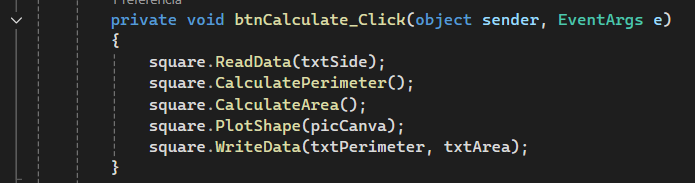 1 referencia
private void btnCalculate_Click(object sender, EventArgs e)
{
square.ReadData(txtSide);
square.CalculatePerimeter();
square.CalculateArea();
square.PlotShape(picCanva);
square.WriteData(txtPerimeter, txtArea);
}